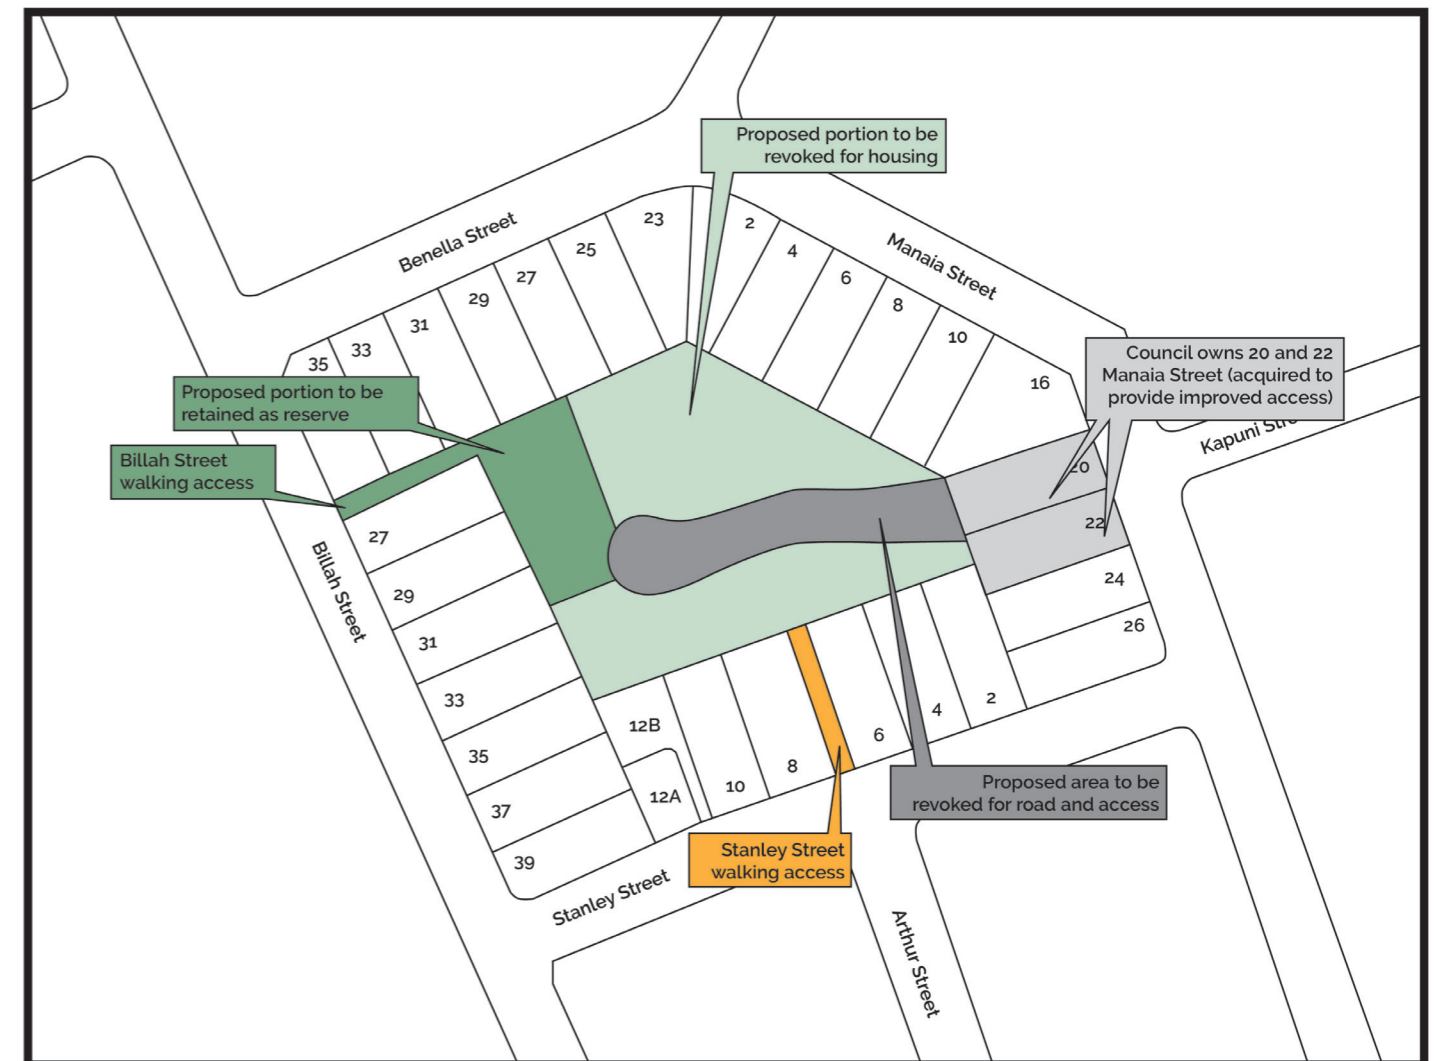 Proposed portion to be
revoked for housing
Benella Street
23
25
27
29
31
33
35
2
4
6
8
10
16
Manaia Street
Council owns 20 and 22
Manaia Street (acquired to
provide improved access)
Kapuni Stre
20
22
24
26
Proposed portion to be
retained as reserve
Billah Street
walking access
Billah Street
27
29
31
33
35
37
39
12B
12A
10
8
6
4
2
Proposed area to be
revoked for road and access
Stanley Street
walking access
Stanley Street
Arthur Street